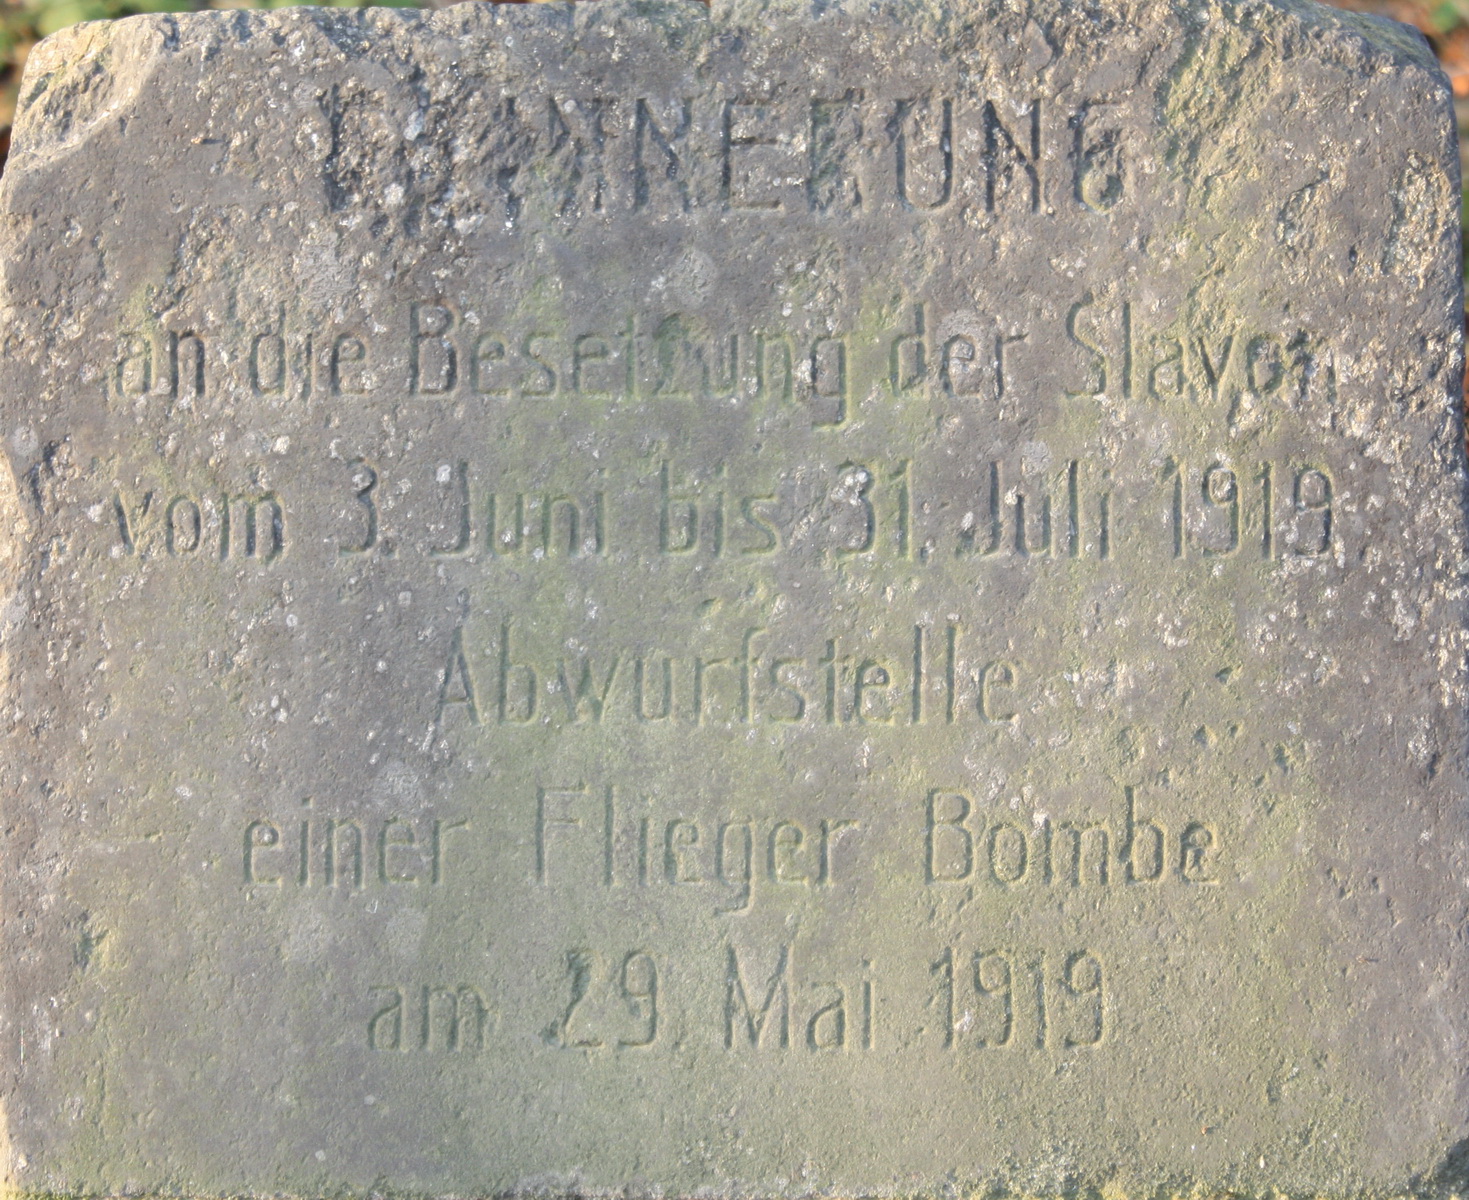 ERINNERUNG
an die Besetzung der Slaven
vom 3. Juni bis 31. Juli 1919
Abwurfstelle
einer Flieger Bombe
am 29. Mai 1919